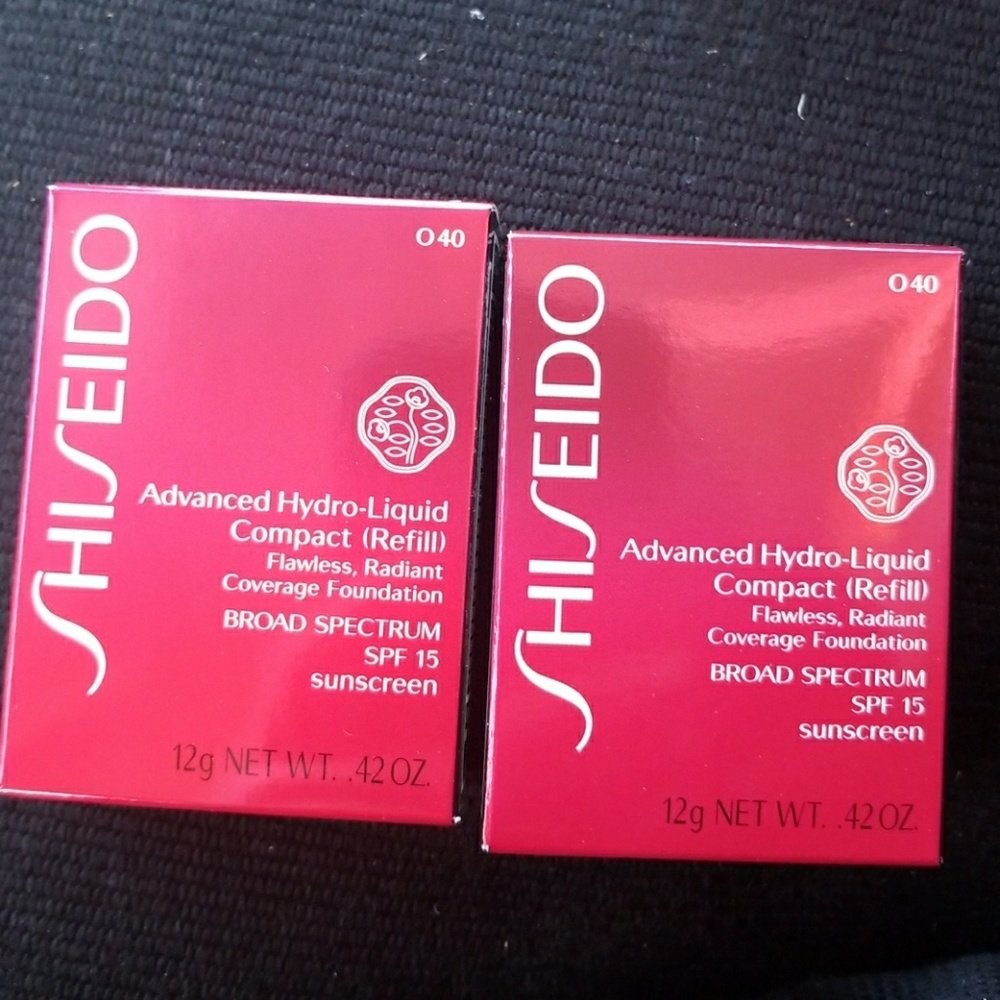 SHISEIDO
O 40
Advanced Hydro-Liquid
Compact (Refill)
Flawless, Radiant
Coverage Foundation
BROAD SPECTRUM
SPF 15
sunscreen
12g NET WT. .42 OZ.
SHISEIDO
O 40
Advanced Hydro-Liquid
Compact (Refill)
Flawless, Radiant
Coverage Foundation
BROAD SPECTRUM
SPF 15
sunscreen
12g NET WT. .42 OZ.